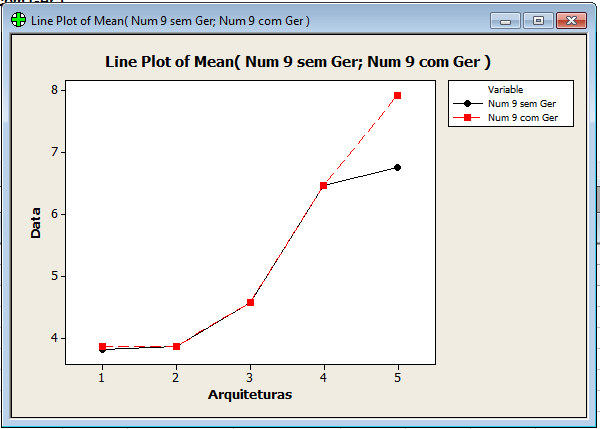 Line Plot of Mean( Num 9 sem Ger; Num 9 com Ger )
Line Plot of Mean( Num 9 sem Ger; Num 9 com Ger )
Variable
Num 9 sem Ger
Num 9 com Ger
8
7
6
5
4
Data
1 2 3 4 5
Arquiteturas